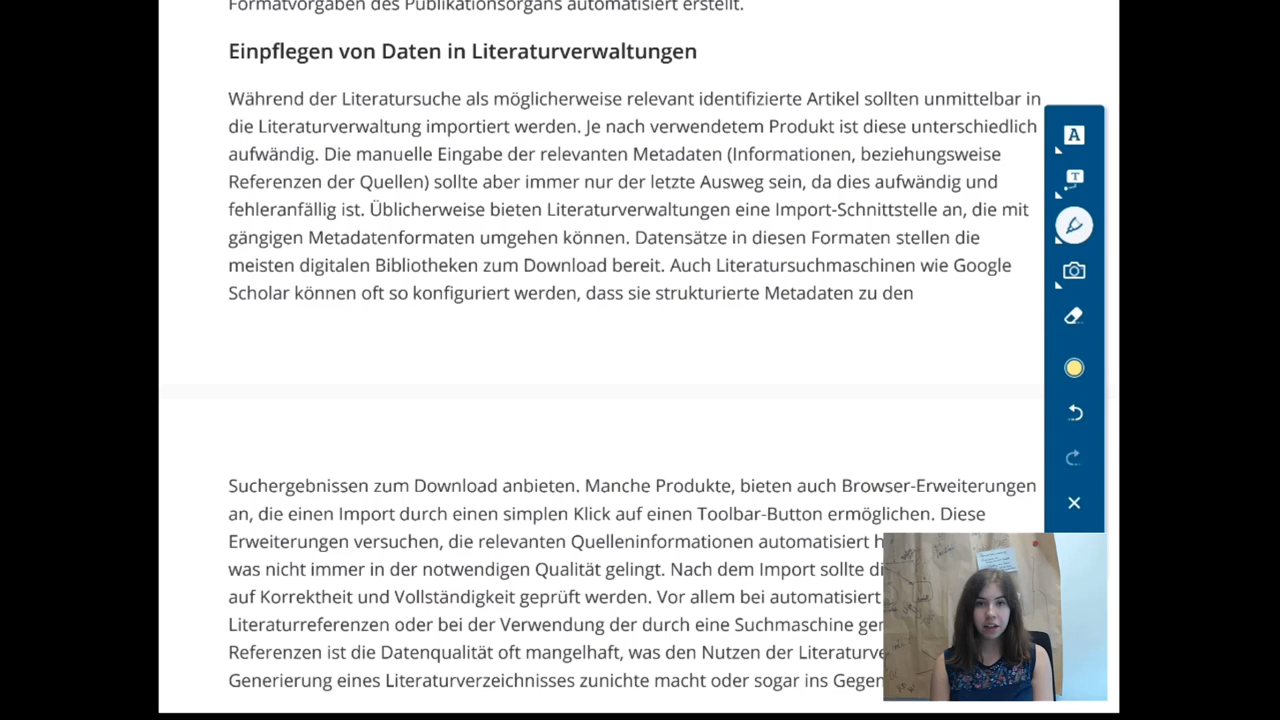 Formatvorgaben des Publikationsorgans automatisiert erstellt.
Einpflegen von Daten in Literaturverwaltungen
Während der Literatursuche als möglicherweise relevant identifizierte Artikel sollten unmittelbar in
die Literaturverwaltung importiert werden. Je nach verwendetem Produkt ist diese unterschiedlich
aufwändig. Die manuelle Eingabe der relevanten Metadaten (Informationen, beziehungsweise
Referenzen der Quellen) sollte aber immer nur der letzte Ausweg sein, da dies aufwändig und
fehleranfällig ist. Üblicherweise bieten Literaturverwaltungen eine Import-Schnittstelle an, die mit
gängigen Metadatenformaten umgehen können. Datensätze in diesen Formaten stellen die
meisten digitalen Bibliotheken zum Download bereit. Auch Literatursuchmaschinen wie Google
Scholar können oft so konfiguriert werden, dass sie strukturierte Metadaten zu den
Suchergebnissen zum Download anbieten. Manche Produkte, bieten auch Browser-Erweiterungen
an, die einen Import durch einen simplen Klick auf einen Toolbar-Button ermöglichen. Diese
Erweiterungen versuchen, die relevanten Quelleninformationen automatisiert h
was nicht immer in der notwendigen Qualität gelingt. Nach dem Import sollte di
auf Korrektheit und Vollständigkeit geprüft werden. Vor allem bei automatisiert
Literaturreferenzen oder bei der Verwendung der durch eine Suchmaschine ger
Referenzen ist die Datenqualität oft mangelhaft, was den Nutzen der Literaturve
Generierung eines Literaturverzeichnisses zunichte macht oder sogar ins Gegen
A
T